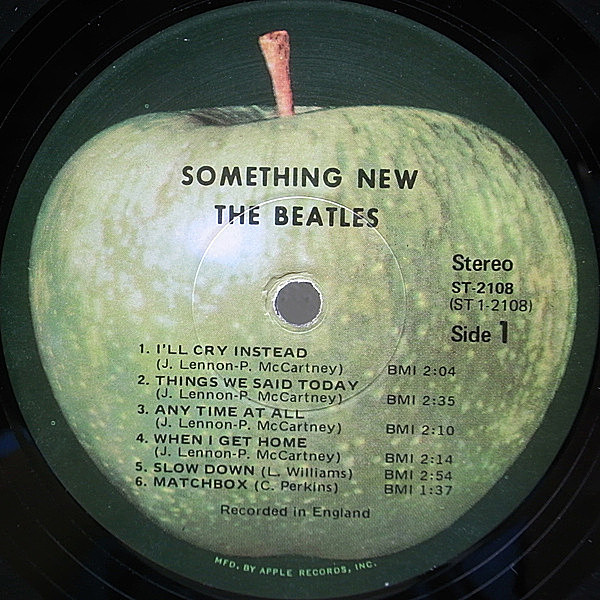 SOMETHING NEW
THE BEATLES
Stereo
ST-2108
(ST 1-2108)
Side 1
1. I'LL CRY INSTEAD
(J. Lennon-P. McCartney) BMI 2:04
2. THINGS WE SAID TODAY
(J. Lennon-P. McCartney) BMI 2:35
3. ANY TIME AT ALL
(J. Lennon-P. McCartney) BMI 2:10
4. WHEN I GET HOME
(J. Lennon-P. McCartney) BMI 2:14
5. SLOW DOWN (L. Williams) BMI 2:54
6. MATCHBOX (C. Perkins) BMI 1:37
Recorded in England
MFD. BY APPLE RECORDS, INC.